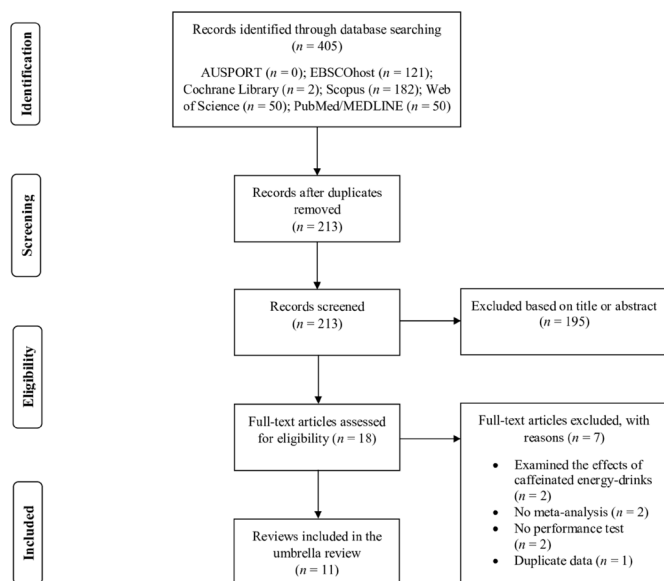 Identification
Records identified through database searching
(n = 405)
AUSPORT (n = 0); EBSCOhost (n = 121);
Cochrane Library (n = 2); Scopus (n = 182); Web
of Science (n = 50); PubMed/MEDLINE (n = 50)
Screening
Records after duplicates
removed
(n = 213)
Records screened
(n = 213)
Excluded based on title or abstract
(n = 195)
Eligibility
Full-text articles assessed
for eligibility (n = 18)
Full-text articles excluded, with
reasons (n = 7)
• Examined the effects of
caffeinated energy-drinks
(n = 2)
• No meta-analysis (n = 2)
• No performance test
(n = 2)
• Duplicate data (n = 1)
Included
Reviews included in the
umbrella review
(n = 11)